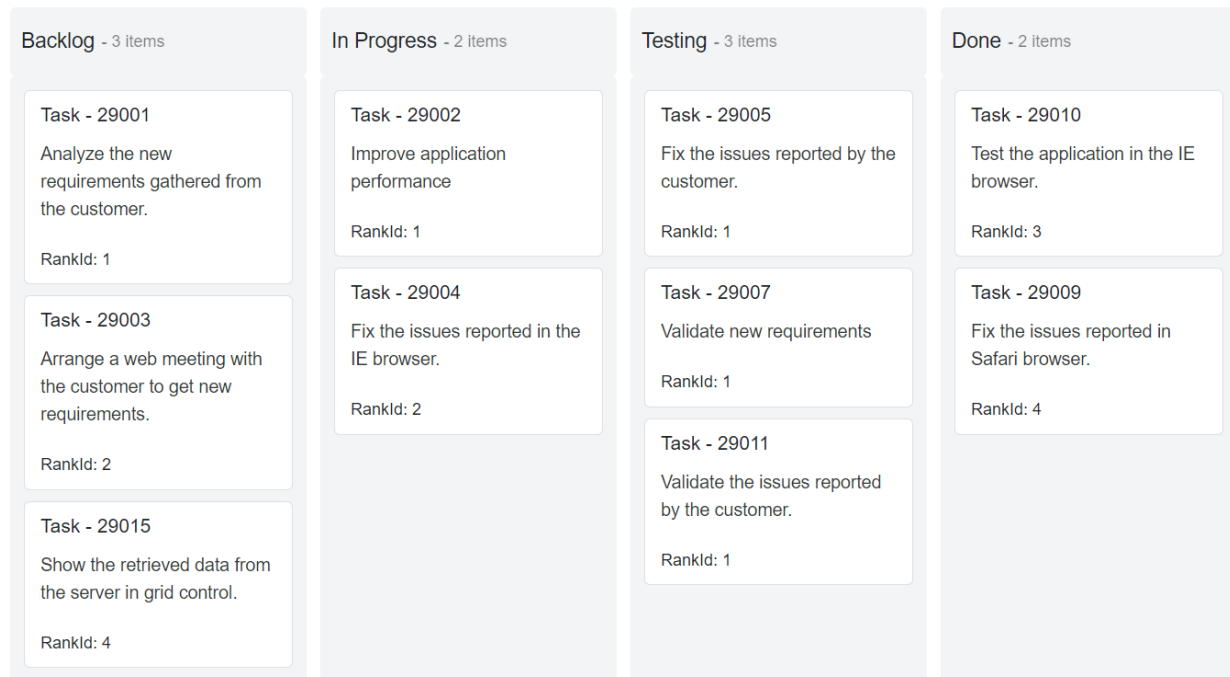 Backlog - 3 items
Task - 29001
Analyze the new
requirements gathered from
the customer.
RankId: 1
Task - 29003
Arrange a web meeting with
the customer to get new
requirements.
RankId: 2
Task - 29015
Show the retrieved data from
the server in grid control.
RankId: 4
In Progress - 2 items
Task - 29002
Improve application
performance
RankId: 1
Task - 29004
Fix the issues reported in the
IE browser.
RankId: 2
Testing - 3 items
Task - 29005
Fix the issues reported by the
customer.
RankId: 1
Task - 29007
Validate new requirements
RankId: 1
Task - 29011
Validate the issues reported
by the customer.
RankId: 1
Done - 2 items
Task - 29010
Test the application in the IE
browser.
RankId: 3
Task - 29009
Fix the issues reported in
Safari browser.
RankId: 4